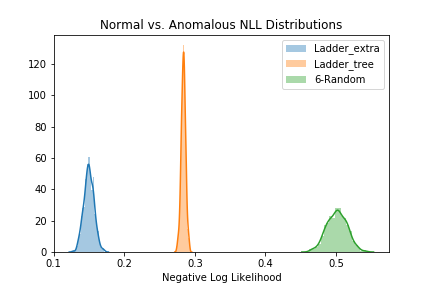 Normal vs. Anomalous NLL Distributions
Ladder_extra
Ladder_tree
6-Random
120
100
80
60
40
20
0
0.1 0.2 0.3 0.4 0.5
Negative Log Likelihood